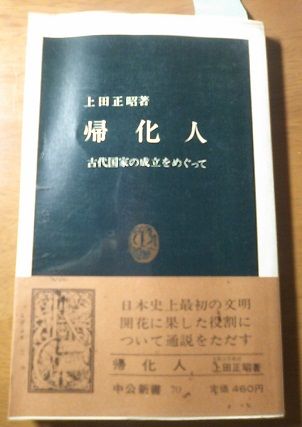 上田正昭著
帰化人
古代国家の成立をめぐって
日本史上最初の文明
開花に果した役割に
ついて通説をただす
帰化人
上田正昭著
中公新書 70
定価 460円